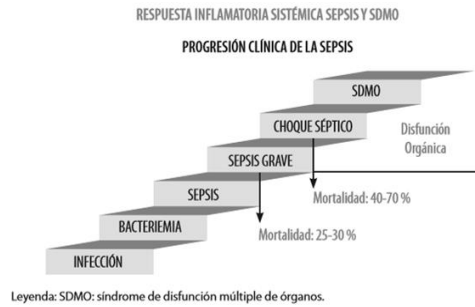 RESPUESTA INFLAMATORIA SISTÉMICA SEPSIS Y SDMO
PROGRESIÓN CLÍNICA DE LA SEPSIS
SDMO
CHOQUE SÉPTICO
Disfunción
Orgánica
SEPSIS GRAVE
SEPSIS
Mortalidad: 40-70 %
BACTERIEMIA
Mortalidad: 25-30 %
INFECCIÓN
Leyenda: SDMO: síndrome de disfunción múltiple de órganos.